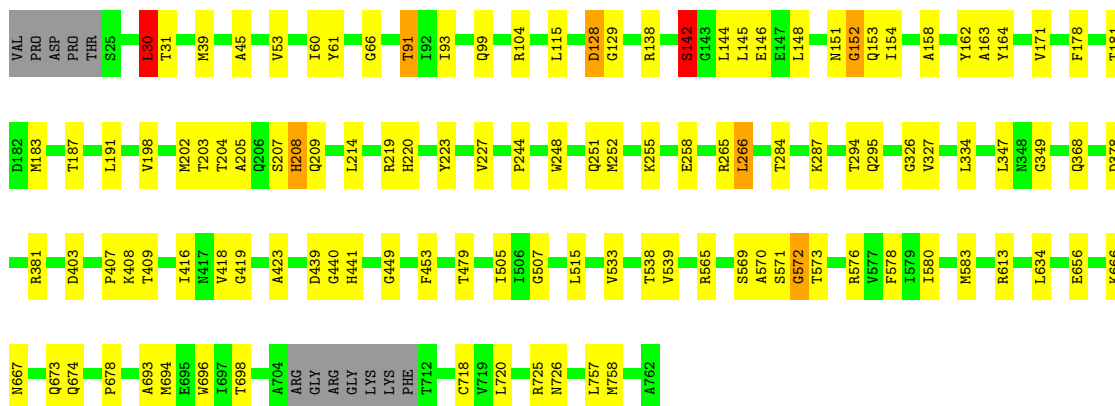 VAL PRO ASP PRO THR S25 L30 T31 M39 A45 V53 I60 Y61 G66 T91 I92 I93 Q99 R104 L115 D128 G129 R138 S142 G143 L144 L145 E146 E147 L148 N151 G152 Q153 I154 A158 Y162 A163 Y164 V171 F178 T181
D182 M183 T187 L191 V198 M202 T203 T204 A205 Q206 S207 H208 Q209 L214 R219 H220 Y223 V227 P244 W248 Q251 M252 K255 E258 R265 L266 T284 K287 T294 Q295 G326 V327 L334 L347 N348 G349 Q368 D378
R381 D403 P407 K408 T409 I416 N417 V418 G419 A423 D439 G440 H441 G449 F453 T479 I505 I506 G507 L515 V533 T538 V539 R565 S569 A570 S571 G572 T573 R576 V577 F578 I579 I580 M583 R613 L634 E656 K666
N667 Q673 Q674 P678 A693 M694 E695 W696 I697 T698 A704 ARG GLY ARG GLY LYS LYS PHE T712 C718 V719 L720 R725 N726 L757 M758 A762